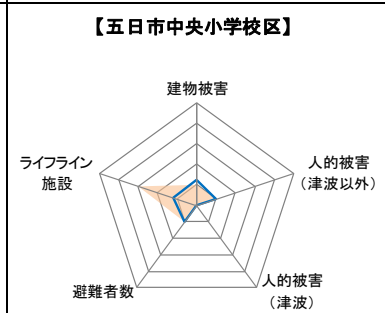 【五日市中央小学校区】
建物被害
ライフライン
施設
人的被害
（津波以外）
避難者数
人的被害
（津波）